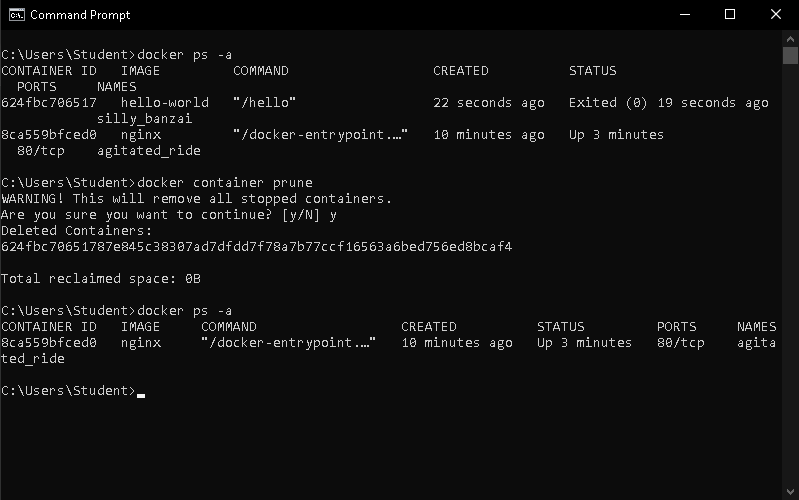 Command Prompt
C:\Users\Student>docker ps -a
CONTAINER ID   IMAGE         COMMAND                  CREATED          STATUS
  PORTS     NAMES
624fbc706517   hello-world   "/hello"                 22 seconds ago   Exited (0) 19 seconds ago
            silly_banzai
8ca559bfced0   nginx         "/docker-entrypoint.…"   10 minutes ago   Up 3 minutes
  80/tcp    agitated_ride
C:\Users\Student>docker container prune
WARNING! This will remove all stopped containers.
Are you sure you want to continue? [y/N] y
Deleted Containers:
624fbc70651787e845c38307ad7dfdd7f78a7b77ccf16563a6bed756ed8bcaf4
Total reclaimed space: 0B
C:\Users\Student>docker ps -a
CONTAINER ID   IMAGE     COMMAND                  CREATED          STATUS         PORTS     NAMES
8ca559bfced0   nginx     "/docker-entrypoint.…"   10 minutes ago   Up 3 minutes   80/tcp    agita
ted_ride
C:\Users\Student>